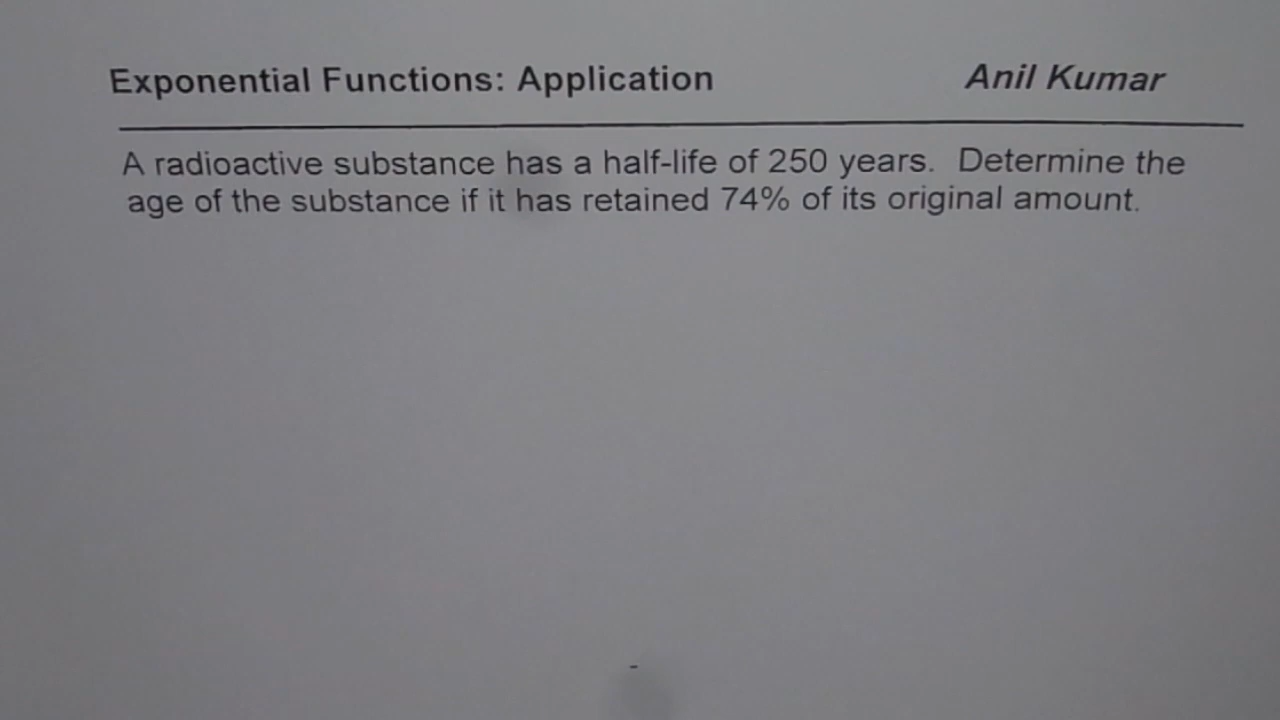 Exponential Functions: Application Anil Kumar
A radioactive substance has a half-life of 250 years. Determine the
age of the substance if it has retained 74% of its original amount.